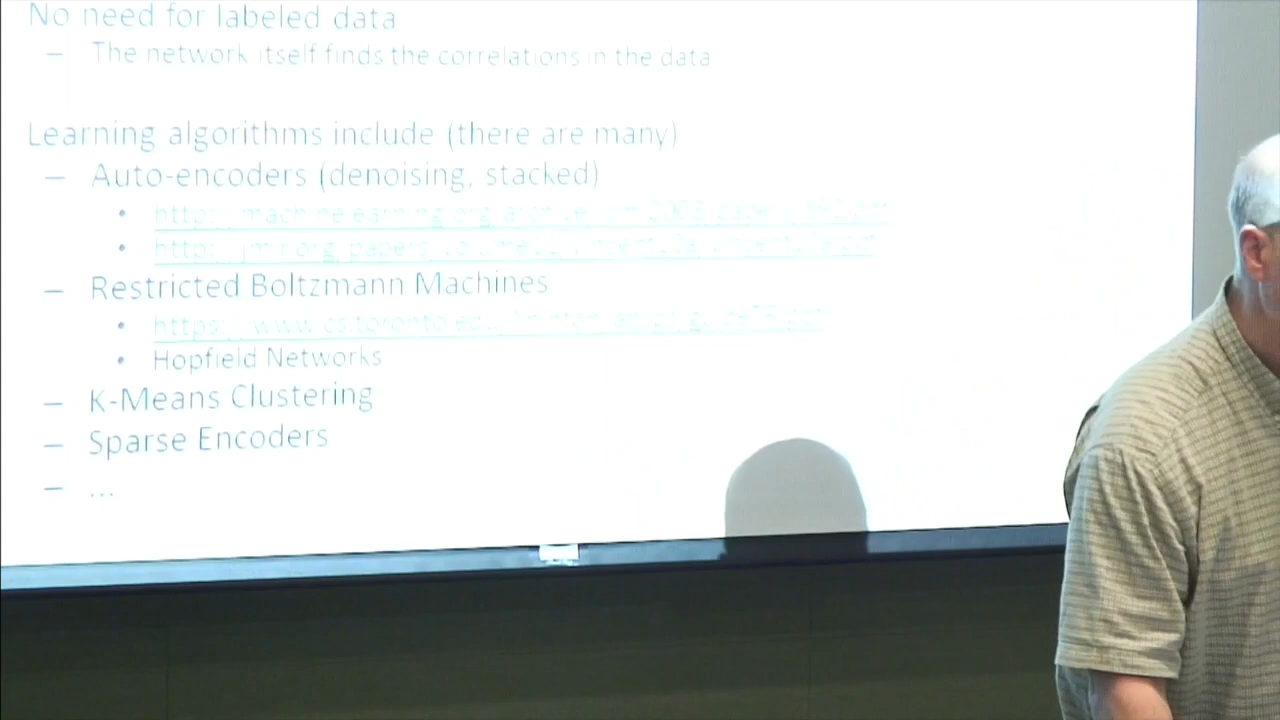 No need for labeled data
– The network itself finds the correlations in the data
Learning algorithms include (there are many)
– Auto-encoders (denoising, stacked)
– Restricted Boltzmann Machines
• Hopfield Networks
– K-Means Clustering
– Sparse Encoders
– ...